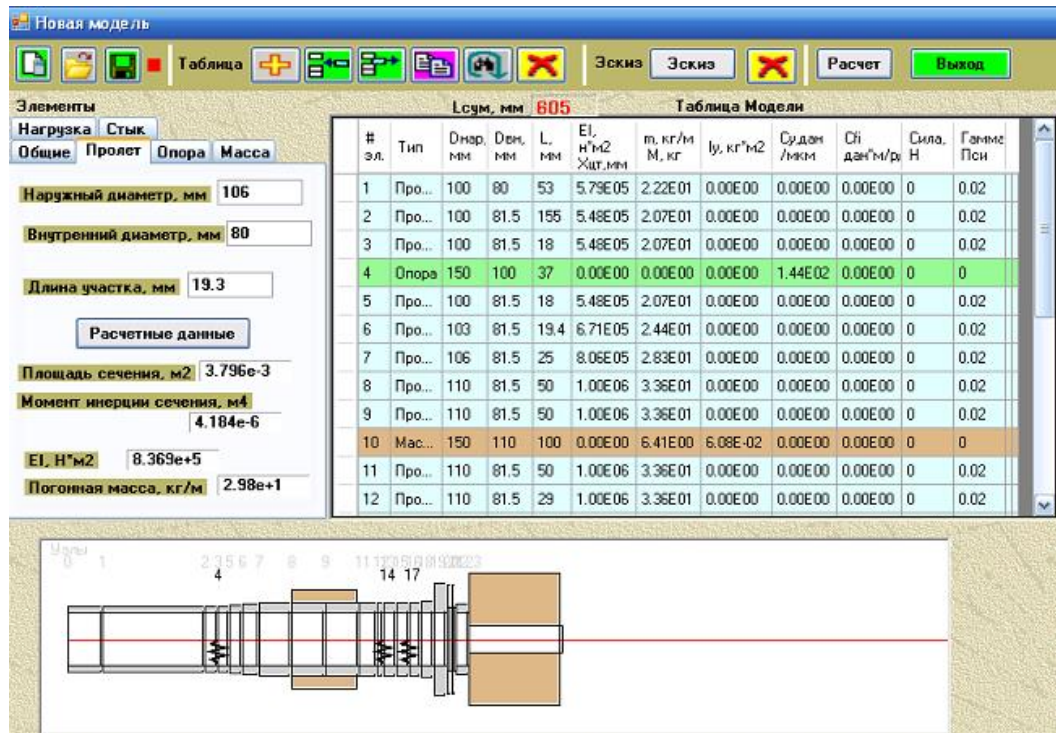 Новая модель
Таблица Эскиз Эскиз Расчет Выход
Элементы Lсум, мм 605 Таблица Модели
Нагрузка Стык
Общие Пролет Опора Масса
Наружный диаметр, мм 106
Внутренний диаметр, мм 80
Длина участка, мм 19.3
Расчетные данные
Площадь сечения, м2 3.796e-3
Момент инерции сечения, м4
4.184e-6
EI, Н*м2 8.369e+5
Погонная масса, кг/м 2.98e+1
# эл. Тип Dнар, мм Dвн, мм L, мм EI, н*м2 Xцт,мм m, кг/м М, кг Iy, кг*м2 Су,дан /мкм Сfi дан*м/р Сила, Н Гамма Пси
1 Про... 100 80 53 5.79E05 2.22E01 0.00E00 0.00E00 0.00E00 0 0.02
2 Про... 100 81.5 155 5.48E05 2.07E01 0.00E00 0.00E00 0.00E00 0 0.02
3 Про... 100 81.5 18 5.48E05 2.07E01 0.00E00 0.00E00 0.00E00 0 0.02
4 Опора 150 100 37 0.00E00 0.00E00 0.00E00 1.44E02 0.00E00 0 0
5 Про... 100 81.5 18 5.48E05 2.07E01 0.00E00 0.00E00 0.00E00 0 0.02
6 Про... 103 81.5 19.4 6.71E05 2.44E01 0.00E00 0.00E00 0.00E00 0 0.02
7 Про... 106 81.5 25 8.06E05 2.83E01 0.00E00 0.00E00 0.00E00 0 0.02
8 Про... 110 81.5 50 1.00E06 3.36E01 0.00E00 0.00E00 0.00E00 0 0.02
9 Про... 110 81.5 50 1.00E06 3.36E01 0.00E00 0.00E00 0.00E00 0 0.02
10 Мас... 150 110 100 0.00E00 6.41E00 6.08E-02 0.00E00 0.00E00 0 0
11 Про... 110 81.5 50 1.00E06 3.36E01 0.00E00 0.00E00 0.00E00 0 0.02
12 Про... 110 81.5 29 1.00E06 3.36E01 0.00E00 0.00E00 0.00E00 0 0.02
Узлы
0 1 2 3 5 6 7 8 9 11
4 14 17